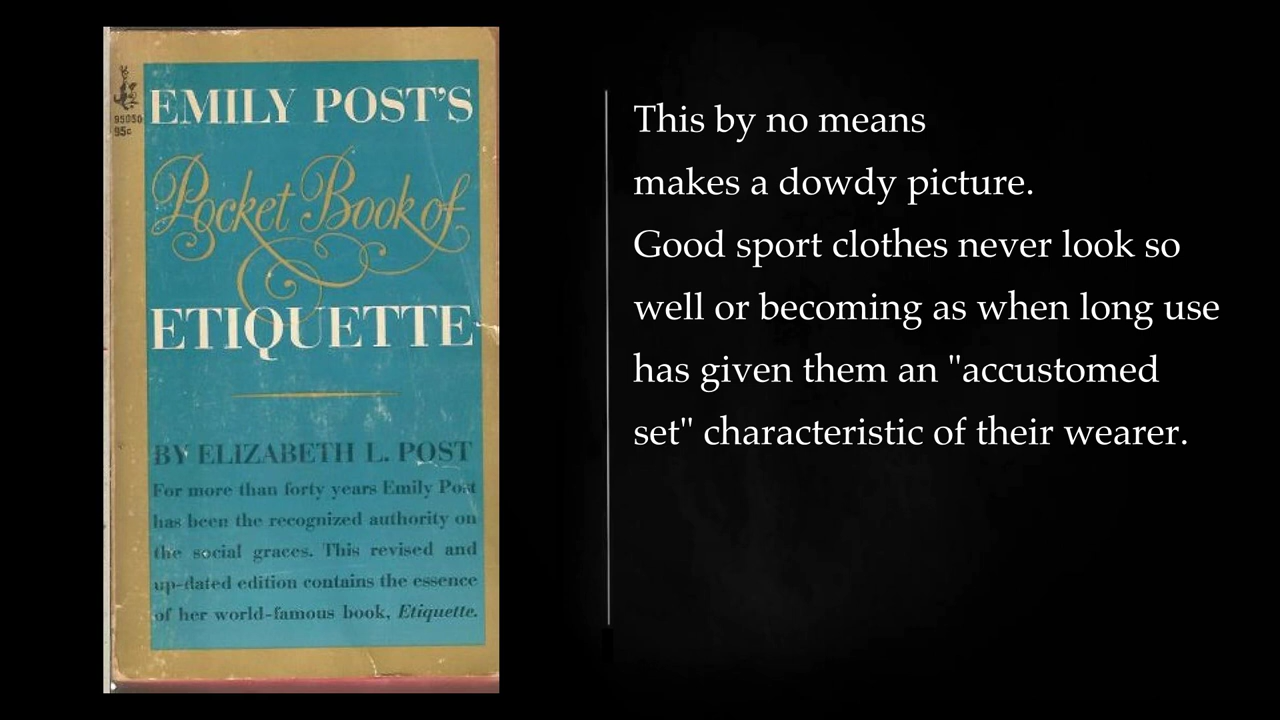 95050
95c
EMILY POST'S
Pocket Book of
ETIQUETTE
BY ELIZABETH L. POST
For more than forty years Emily Post
has been the recognized authority on
the social graces. This revised and
up-dated edition contains the essence
of her world-famous book, Etiquette.
This by no means
makes a dowdy picture.
Good sport clothes never look so
well or becoming as when long use
has given them an "accustomed
set" characteristic of their wearer.